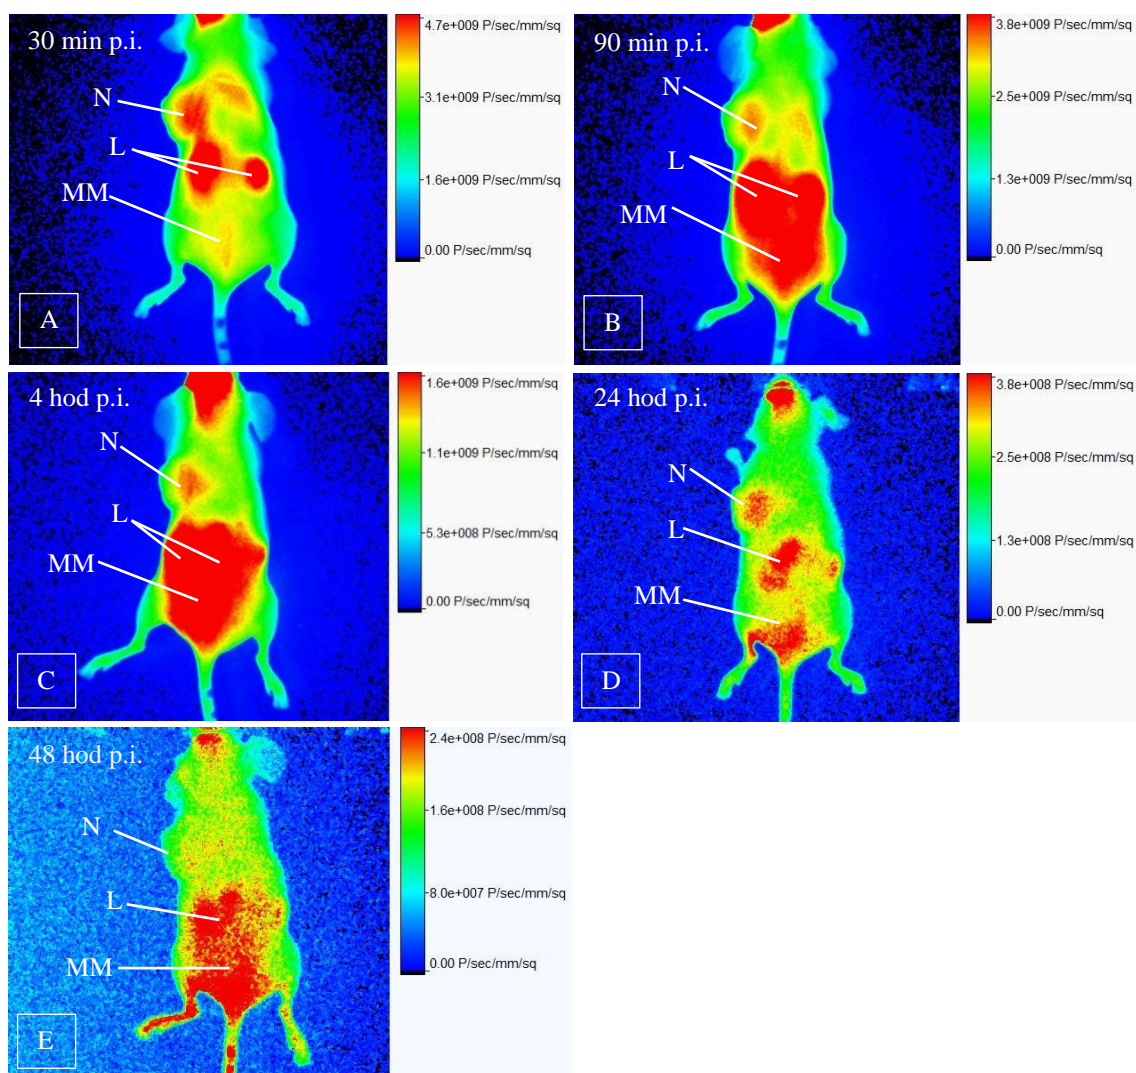 30 min p.i.
N
L
MM
A
4.7e+009 P/sec/mm/sq
3.1e+009 P/sec/mm/sq
1.6e+009 P/sec/mm/sq
0.00 P/sec/mm/sq
90 min p.i.
N
L
MM
B
3.8e+009 P/sec/mm/sq
2.5e+009 P/sec/mm/sq
1.3e+009 P/sec/mm/sq
0.00 P/sec/mm/sq
4 hod p.i.
N
L
MM
C
1.6e+009 P/sec/mm/sq
1.1e+009 P/sec/mm/sq
5.3e+008 P/sec/mm/sq
0.00 P/sec/mm/sq
24 hod p.i.
N
L
MM
D
3.8e+008 P/sec/mm/sq
2.5e+008 P/sec/mm/sq
1.3e+008 P/sec/mm/sq
0.00 P/sec/mm/sq
48 hod p.i.
N
L
MM
E
2.4e+008 P/sec/mm/sq
1.6e+008 P/sec/mm/sq
8.0e+007 P/sec/mm/sq
0.00 P/sec/mm/sq